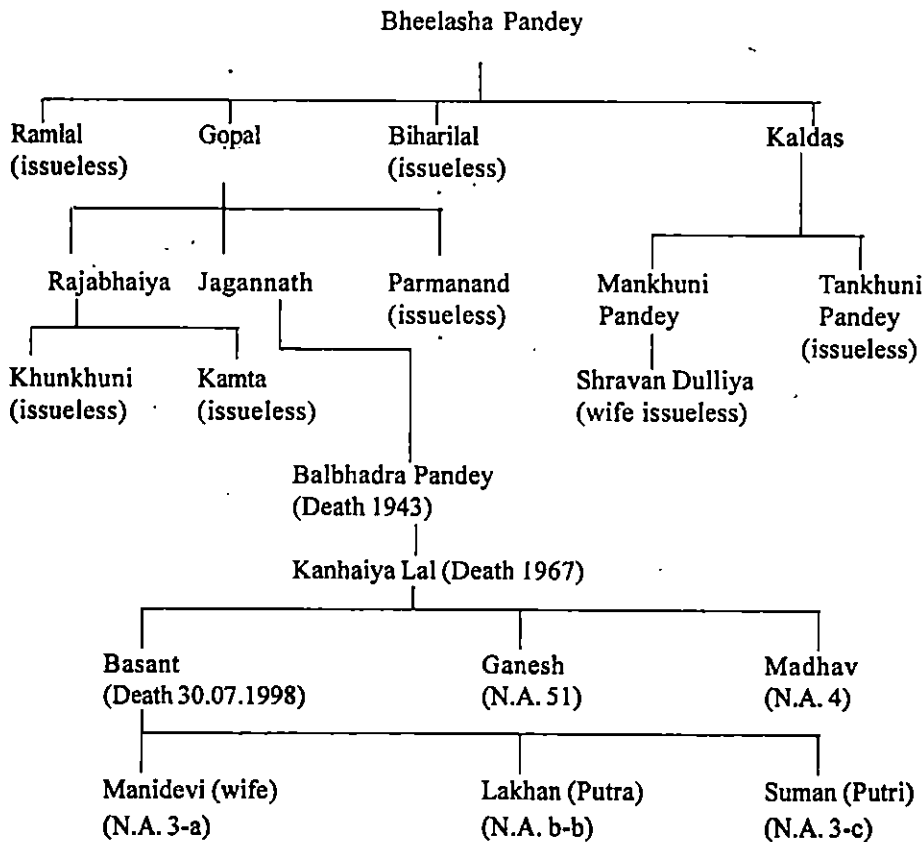 Bheelasha Pandey
Ramlal Gopal Biharilal Kaldas
(issueless) (issueless)
Rajabhaiya Jagannath Parmanand Mankhuni Tankhuni
(issueless) Pandey Pandey
(issueless)
Khunkhuni Kamta Shravan Dulliya
(issueless) (issueless) (wife issueless)
Balbhadra Pandey
(Death 1943)
Kanhaiya Lal (Death 1967)
Basant Ganesh Madhav
(Death 30.07.1998) (N.A. 51) (N.A. 4)
Manidevi (wife) Lakhan (Putra) Suman (Putri)
(N.A. 3-a) (N.A. b-b) (N.A. 3-c)